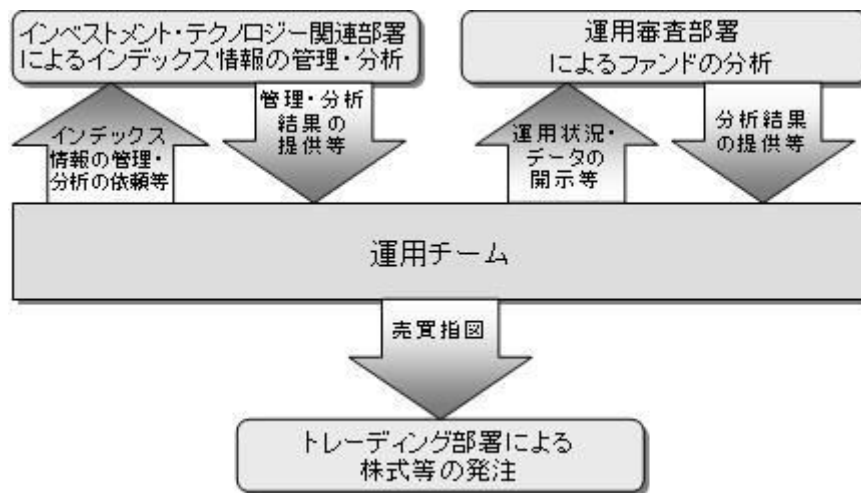 インベストメント・テクノロジー関連部署
によるインデックス情報の管理・分析
運用審査部署
によるファンドの分析
インデックス
情報の管理・
分析の依頼等
管理・分析
結果の
提供等
運用状況・
データの
開示等
分析結果
の提供等
運用チーム
売買指図
トレーディング部署による
株式等の発注